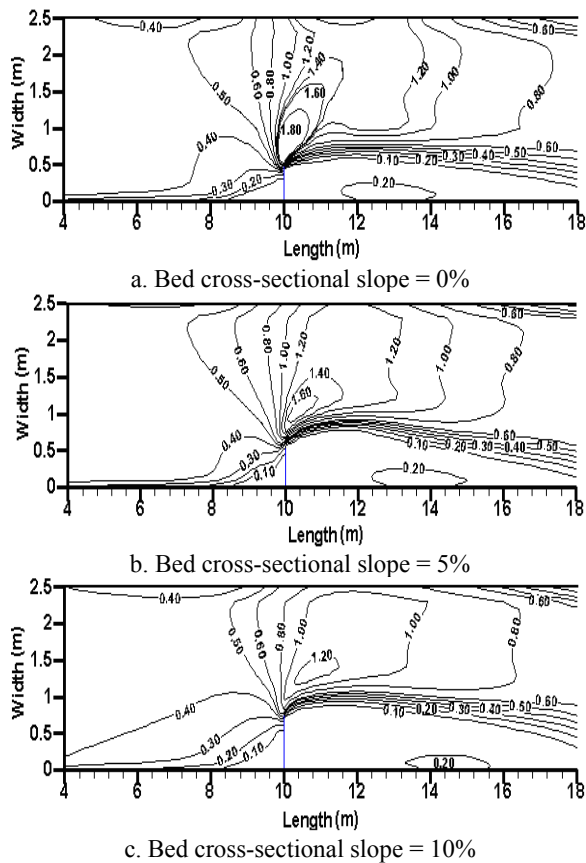 2.5
2
1.5
1
0.5
0
Width (m)
0.40 0.50 0.60 0.80 1.00 1.20 1.40 1.60 1.80 1.20 1.00 0.80 0.60
0.40 0.30 0.20 0.10 0.20 0.30 0.40 0.50 0.60
0.20
4 6 8 10 12 14 16 18
Length (m)
a. Bed cross-sectional slope = 0%
2.5
2
1.5
1
0.5
0
Width (m)
0.50 0.60 0.80 1.00 1.20 1.40 1.60 1.20 1.00 0.80 0.60
0.40 0.30 0.10 0.10 0.20 0.30 0.40 0.50 0.60
0.20
4 6 8 10 12 14 16 18
Length (m)
b. Bed cross-sectional slope = 5%
2.5
2
1.5
1
0.5
0
Width (m)
0.40 0.50 0.60 0.80 1.00 1.20 1.00 0.80 0.60
0.40 0.30 0.20 0.10 0.10 0.20 0.30 0.40 0.50 0.60
0.20
4 6 8 10 12 14 16 18
Length (m)
c. Bed cross-sectional slope = 10%